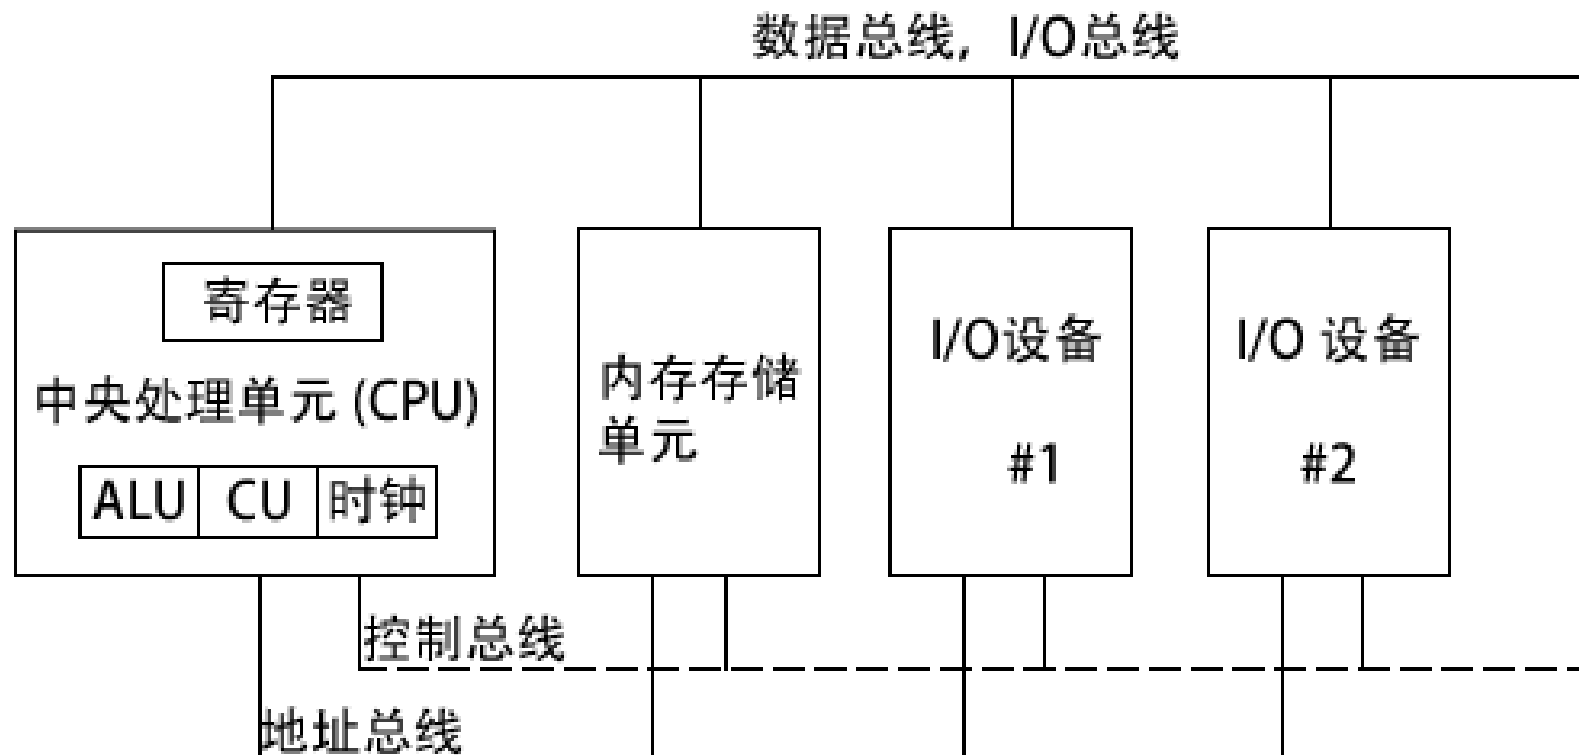 数据总线，I/O总线
寄存器
中央处理单元 (CPU)
ALU CU 时钟
内存存储
单元
I/O设备
#1
I/O 设备
#2
控制总线
地址总线